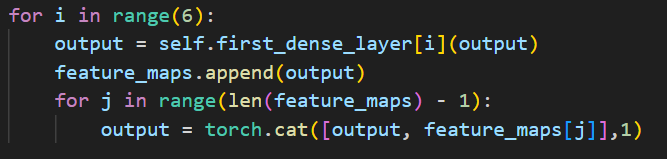 for i in range(6):
    output = self.first_dense_layer[i](output)
    feature_maps.append(output)
    for j in range(len(feature_maps) - 1):
        output = torch.cat([output, feature_maps[j]],1)